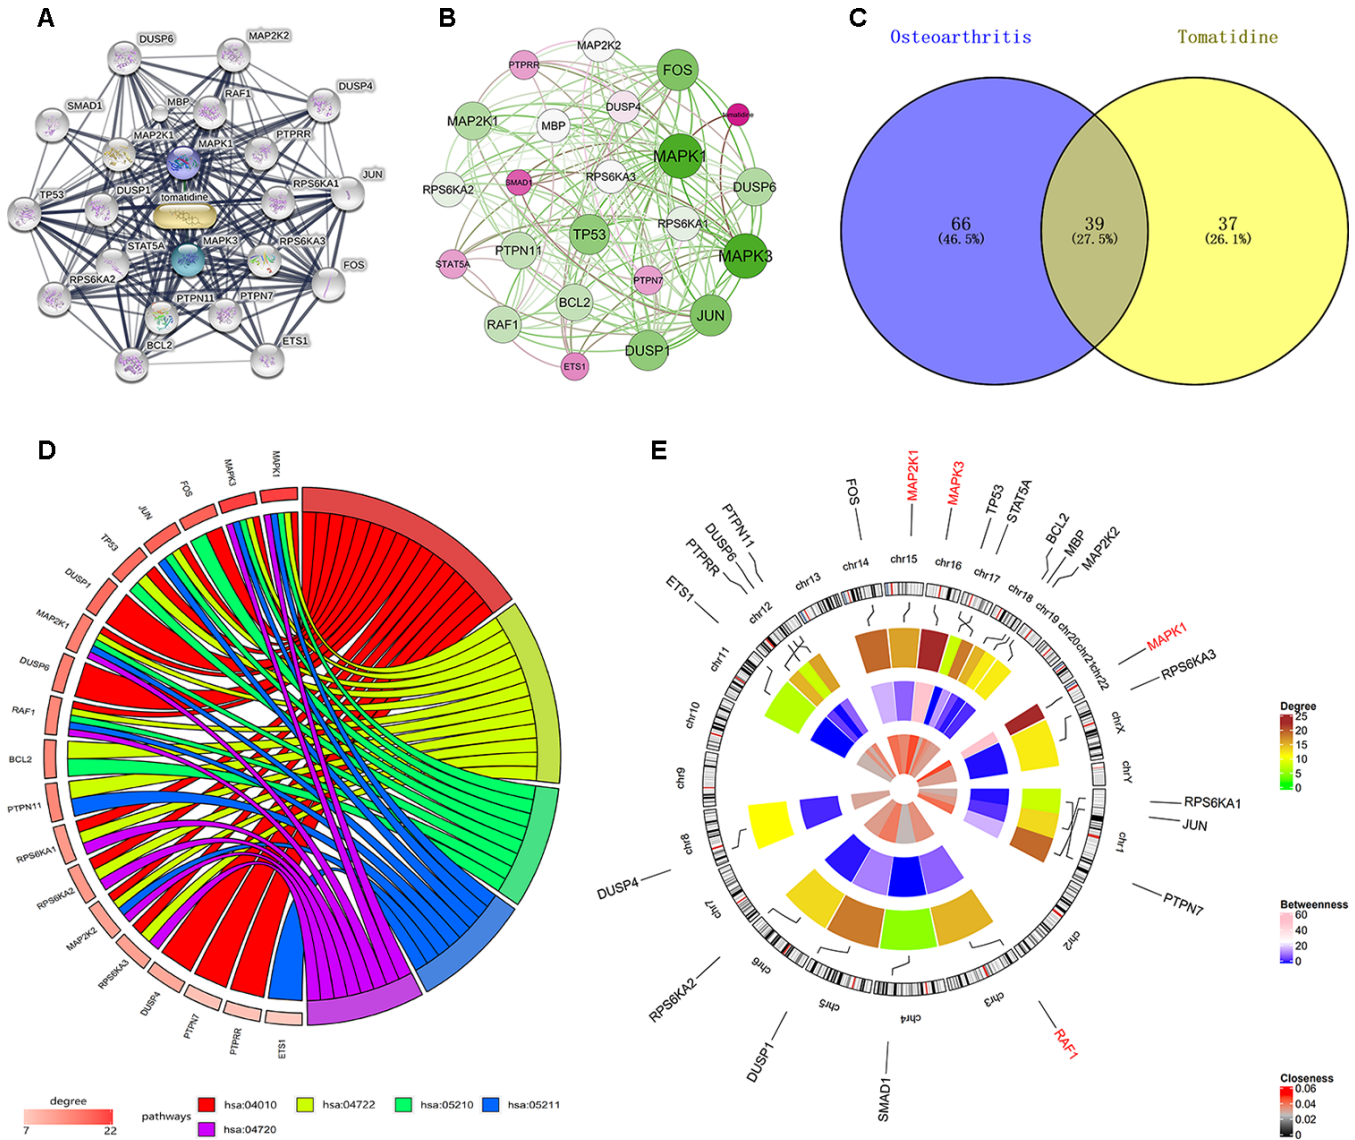 A
DUSP6
MAP2K2
SMAD1
MBP
RAF1
DUSP4
MAP2K1
MAPK1
PTPRR
JUN
TP53
DUSP1
RPS6KA1
tomatidine
STAT5A
MAPK3
RPS6KA3
FOS
RPS6KA2
PTPN11
PTPN7
BCL2
ETS1
B
MAP2K2
PTPRR
FOS
DUSP4
tomatidine
MAP2K1
MBP
MAPK1
RPS6KA2
SMAD1
RPS6KA3
DUSP6
RPS6KA1
TP53
STAT5A
PTPN11
MAPK3
PTPN7
BCL2
RAF1
JUN
DUSP1
ETS1
C
Osteoarthritis
Tomatidine
66
(46.5%)
39
(27.5%)
37
(26.1%)
D
MAPK1
MAPK3
FOS
JUN
TP53
DUSP1
MAP2K1
DUSP6
RAF1
BCL2
PTPN11
RPS6KA1
RPS6KA2
MAP2K2
RPS6KA3
DUSP4
PTPN7
PTPRR
ETS1
degree
7 22
pathways
hsa:04010
hsa:04722
hsa:05210
hsa:05211
hsa:04720
E
FOS
MAP2K1
MAPK3
TP53
STAT5A
BCL2
MBP
MAP2K2
MAPK1
RPS6KA3
RPS6KA1
JUN
PTPN7
RAF1
SMAD1
DUSP1
RPS6KA2
DUSP4
ETS1
PTPRR
DUSP6
PTPN11
chr1
chr2
chr3
chr4
chr5
chr6
chr7
chr8
chr9
chr10
chr11
chr12
chr13
chr14
chr15
chr16
chr17
chr18
chr19
chr20
chr21
chr22
chrX
chrY
Degree
25
20
15
10
5
0
Betweenness
60
40
20
0
Closeness
0.06
0.04
0.02
0